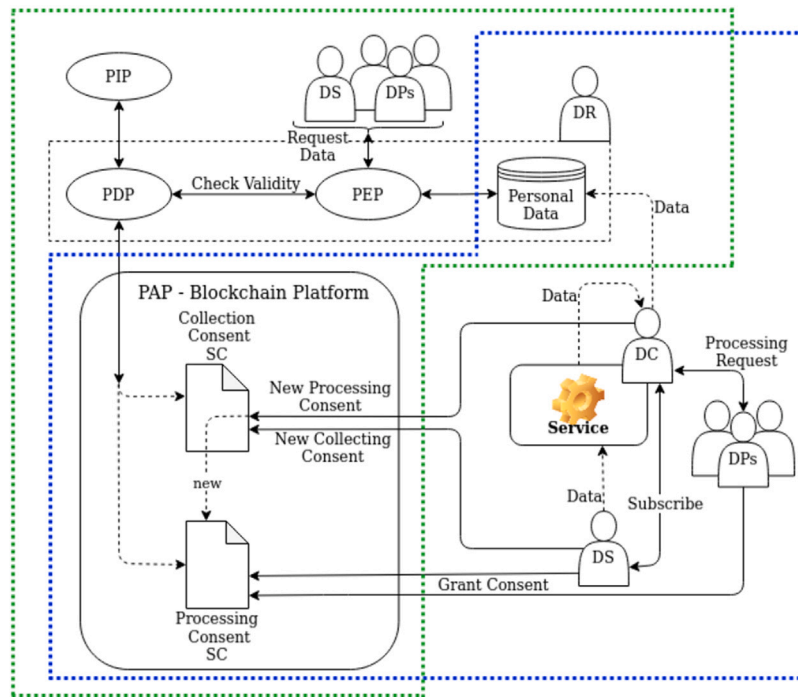 PIP
DS
DPs
DR
Request
Data
PDP
Check Validity
PEP
Personal
Data
Data
PAP - Blockchain Platform
Collection
Consent
SC
Data
DC
Processing
Request
New Processing
Consent
New Collecting
Consent
Service
DPs
new
Data
Subscribe
DS
Grant Consent
Processing
Consent
SC